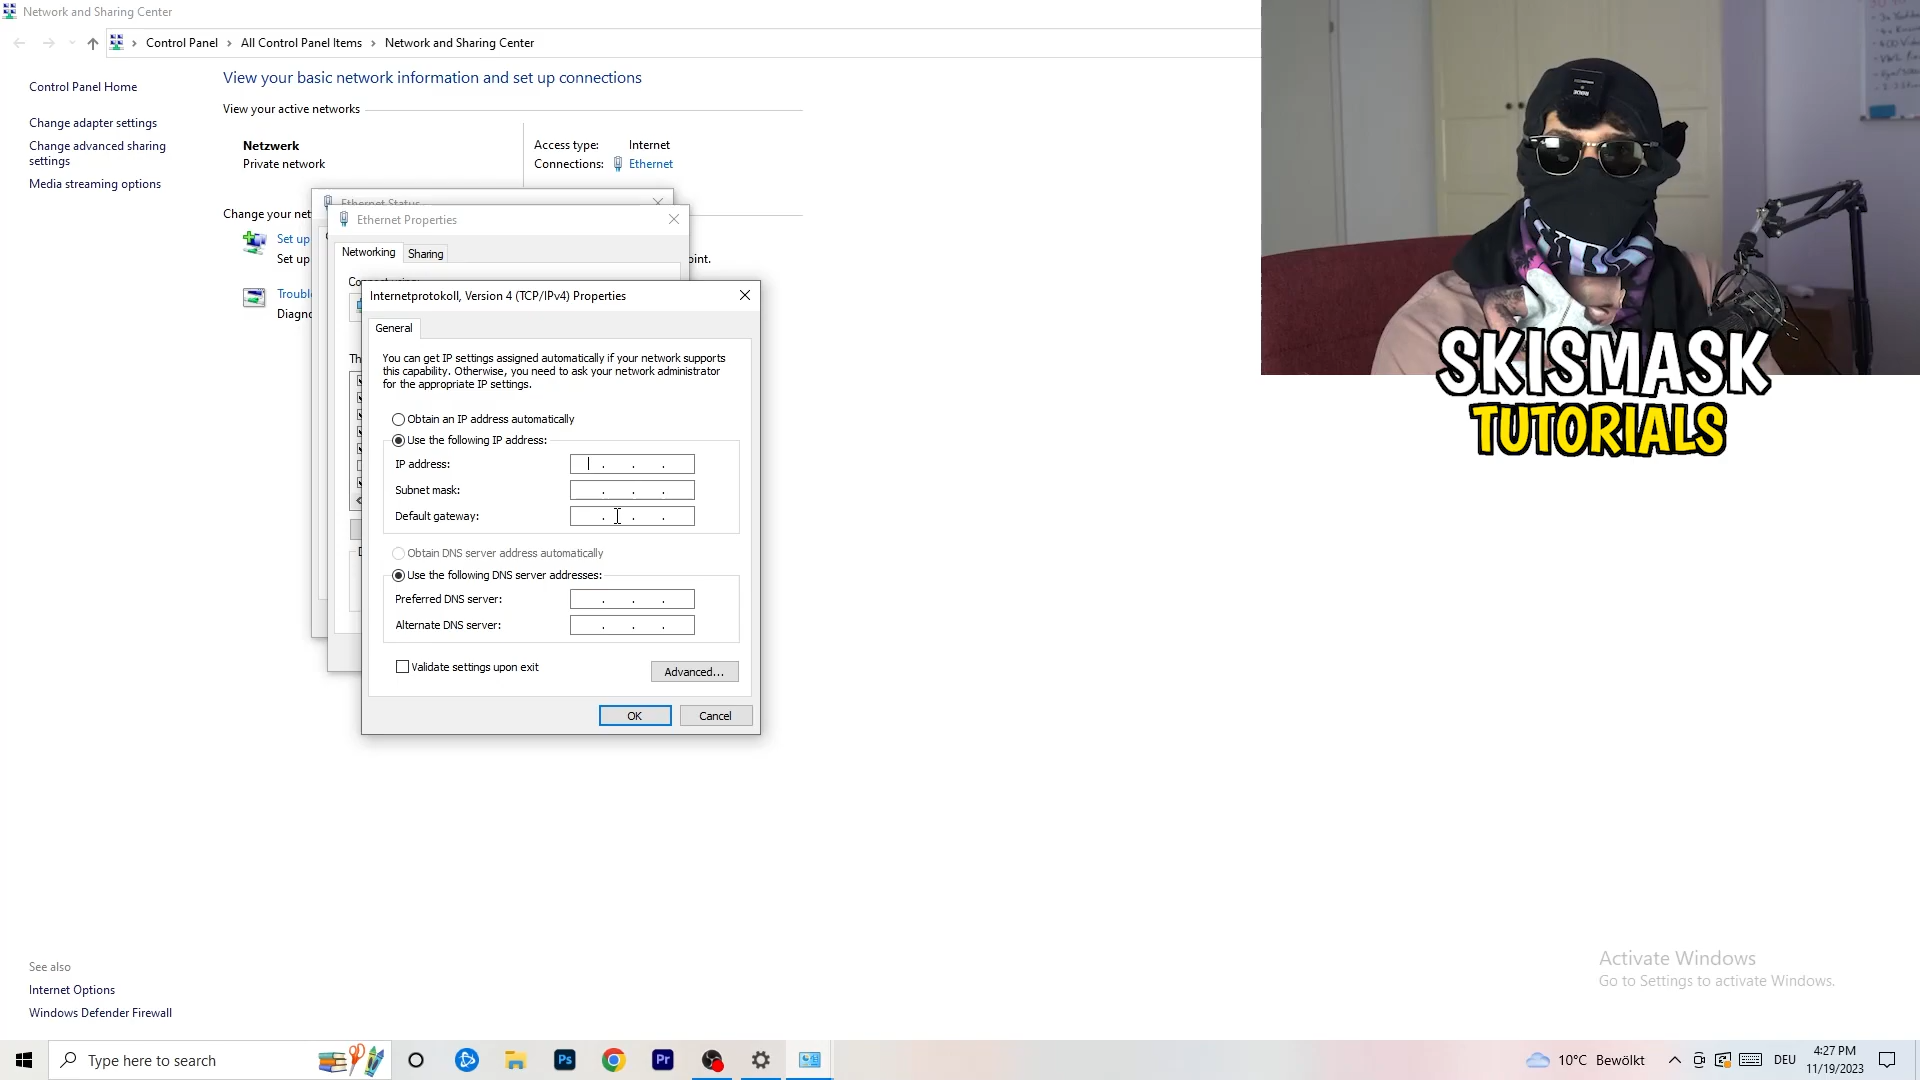 Network and Sharing Center
Control Panel > All Control Panel Items > Network and Sharing Center
Control Panel Home
Change adapter settings
Change advanced sharing
settings
Media streaming options
View your basic network information and set up connections
View your active networks
Netzwerk
Private network
Access type: Internet
Connections: Ethernet
Change your net
Set up
Set up
oint.
Troubl
Diagno
Ethernet Status
Ethernet Properties
Networking
Sharing
Internetprotokoll, Version 4 (TCP/IPv4) Properties
General
You can get IP settings assigned automatically if your network supports
this capability. Otherwise, you need to ask your network administrator
for the appropriate IP settings.
Obtain an IP address automatically
Use the following IP address:
IP address:
Subnet mask:
Default gateway:
Obtain DNS server address automatically
Use the following DNS server addresses:
Preferred DNS server:
Alternate DNS server:
Validate settings upon exit
Advanced...
OK
Cancel
SKISMASK
TUTORIALS
See also
Internet Options
Windows Defender Firewall
Activate Windows
Go to Settings to activate Windows.
Type here to search
Ps
Pr
10°C Bewölkt
DEU
4:27 PM
11/19/2023